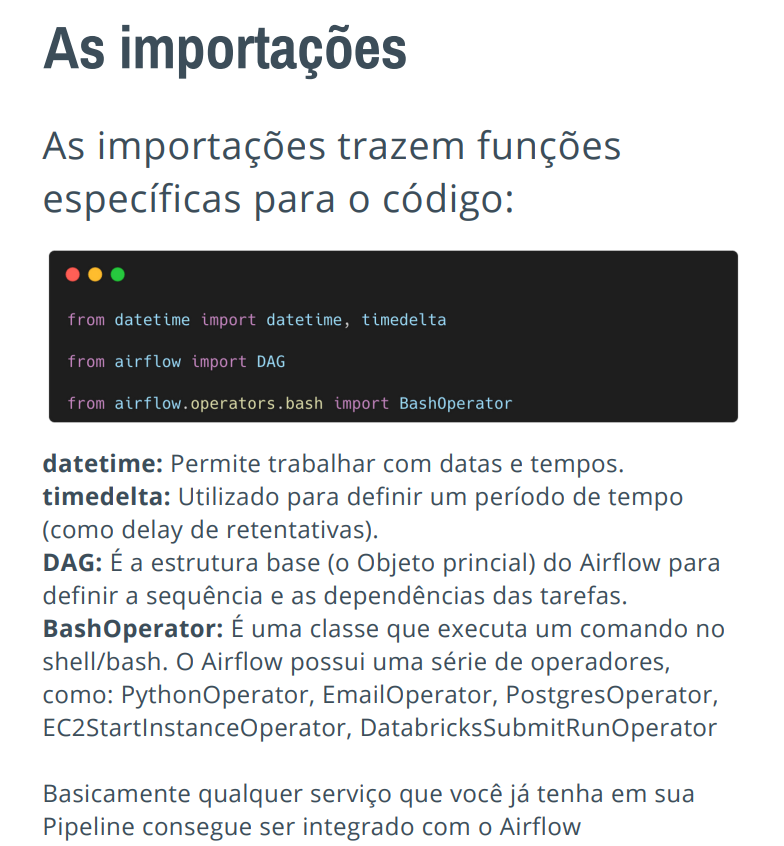 As importações
As importações trazem funções
específicas para o código:
from datetime import datetime, timedelta
from airflow import DAG
from airflow.operators.bash import BashOperator
datetime: Permite trabalhar com datas e tempos.
timedelta: Utilizado para definir um período de tempo
(como delay de retentativas).
DAG: É a estrutura base (o Objeto princial) do Airflow para
definir a sequência e as dependências das tarefas.
BashOperator: É uma classe que executa um comando no
shell/bash. O Airflow possui uma série de operadores,
como: PythonOperator, EmailOperator, PostgresOperator,
EC2StartInstanceOperator, DatabricksSubmitRunOperator
Basicamente qualquer serviço que você já tenha em sua
Pipeline consegue ser integrado com o Airflow